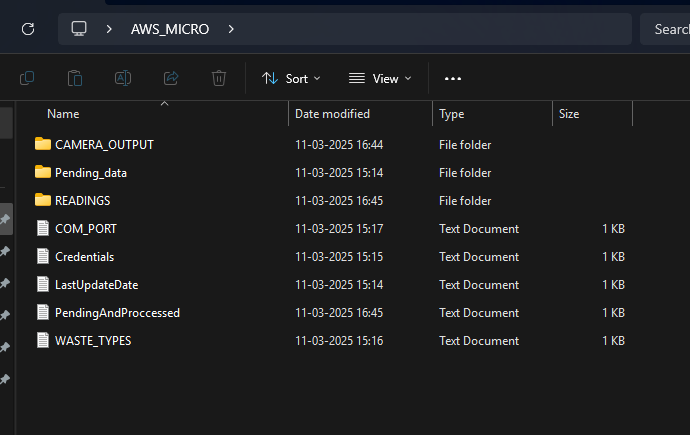 AWS_MICRO Search
Sort View
Name Date modified Type Size
CAMERA_OUTPUT 11-03-2025 16:44 File folder
Pending_data 11-03-2025 15:14 File folder
READINGS 11-03-2025 16:45 File folder
COM_PORT 11-03-2025 15:17 Text Document 1 KB
Credentials 11-03-2025 15:15 Text Document 1 KB
LastUpdateDate 11-03-2025 15:14 Text Document 1 KB
PendingAndProccessed 11-03-2025 16:45 Text Document 1 KB
WASTE_TYPES 11-03-2025 15:16 Text Document 1 KB